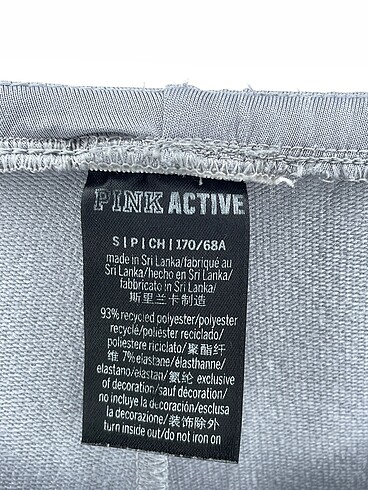 PINK ACTIVE
S | P | CH | 170/68A
made in Sri Lanka/fabriqué au
Sri Lanka/hecho en Sri Lanka/
fabricato in Sri Lanka/
斯里兰卡制造
93% recycled polyester/polyester
recyclé/poliéster reciclado/
poliestere riciclato/聚酯纤
维 7% elastane/élasthanne/
elastano/elastan/氨纶 exclusive
of decoration/sauf décoration/
no incluye la decoración/esclusa
la decorazione/装饰除外
turn inside out/do not iron on